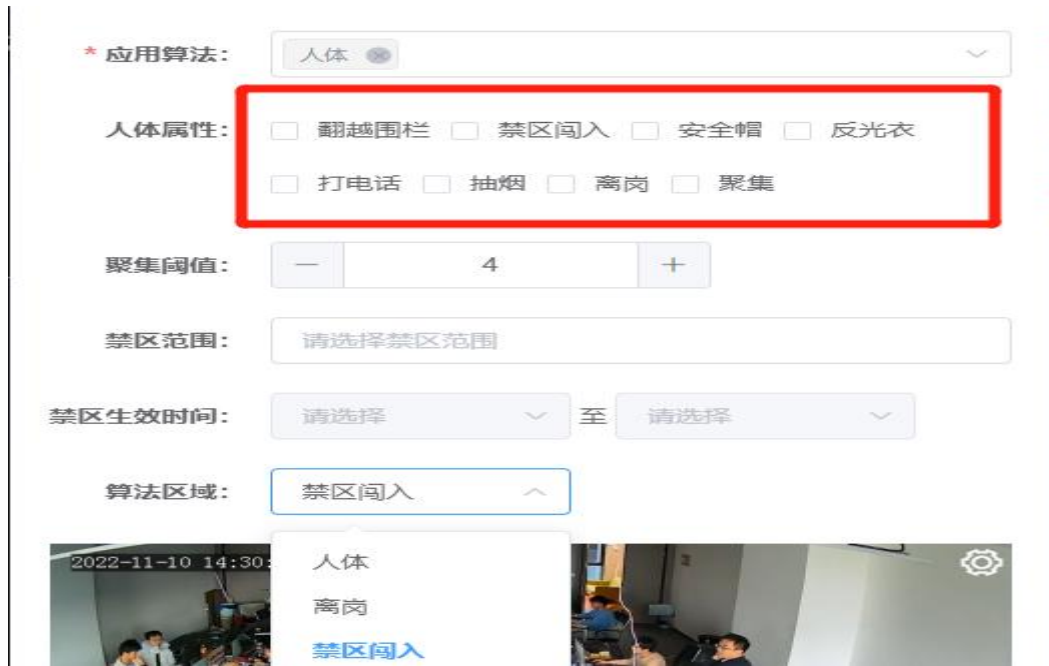 * 应用算法: 人体
人体属性: 翻越围栏 禁区闯入 安全帽 反光衣
打电话 抽烟 离岗 聚集
聚集阈值: — 4 +
禁区范围: 请选择禁区范围
禁区生效时间: 请选择 至 请选择
算法区域: 禁区闯入
2022-11-10 14:30: 人体
离岗
禁区闯入